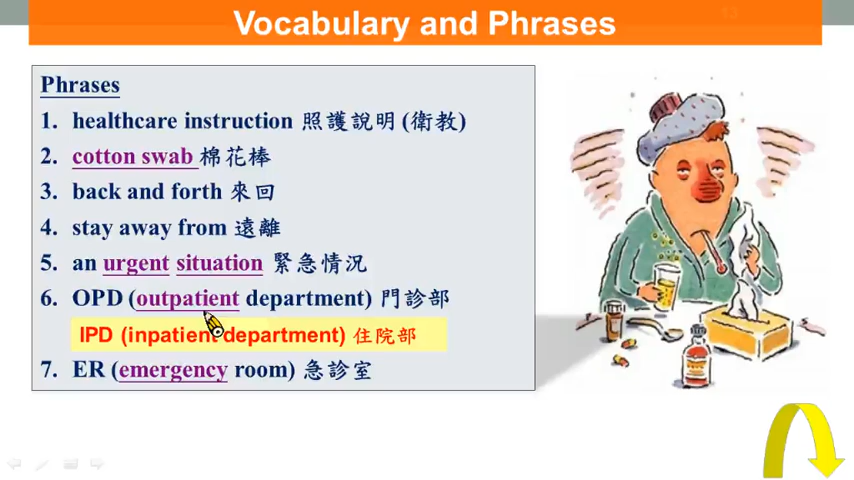 Vocabulary and Phrases
Phrases
1. healthcare instruction 照護說明 (衛教)
2. cotton swab 棉花棒
3. back and forth 來回
4. stay away from 遠離
5. an urgent situation 緊急情況
6. OPD (outpatient department) 門診部
IPD (inpatient department) 住院部
7. ER (emergency room) 急診室